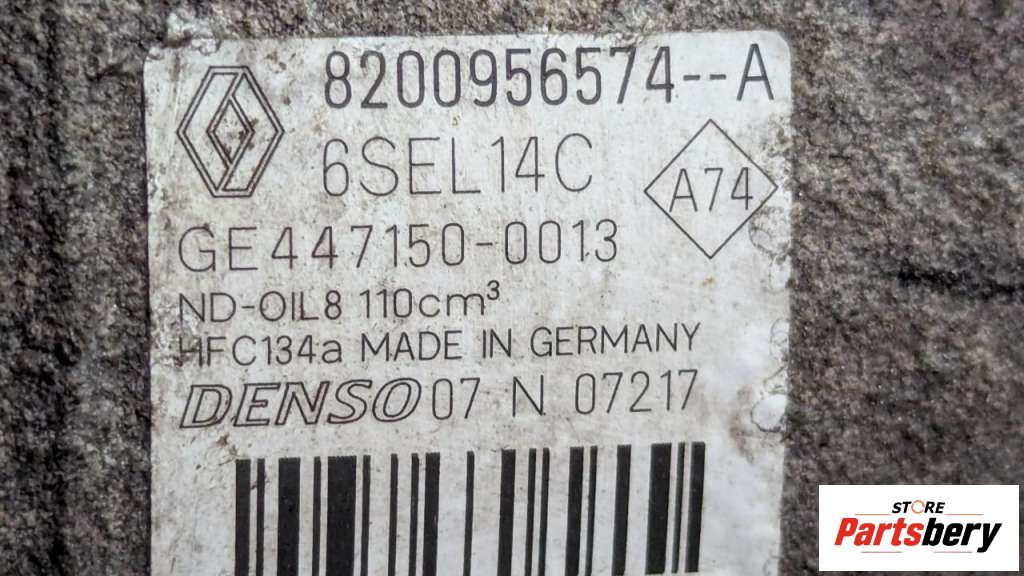 8200956574--A
6SEL14C
A74
GE447150-0013
ND-OIL8 110cm³
HFC134a MADE IN GERMANY
DENSO 07 N 07217
STORE
Partsbery